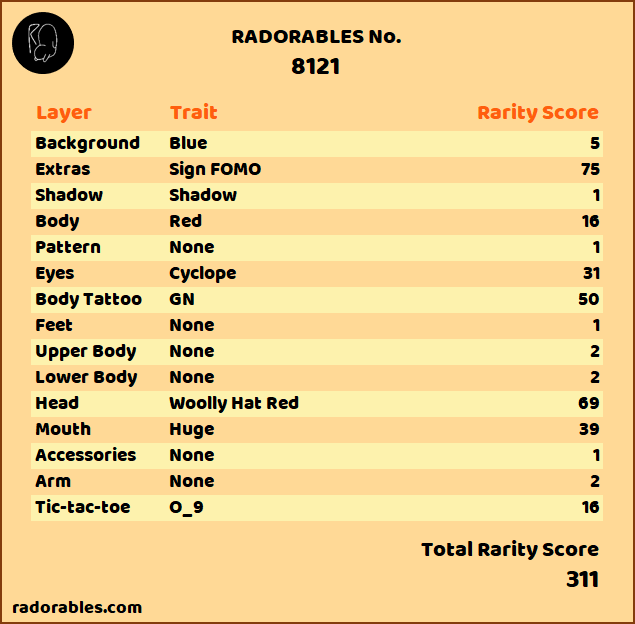 RADORABLES No.
8121
Layer Trait Rarity Score
Background Blue 5
Extras Sign FOMO 75
Shadow Shadow 1
Body Red 16
Pattern None 1
Eyes Cyclope 31
Body Tattoo GN 50
Feet None 1
Upper Body None 2
Lower Body None 2
Head Woolly Hat Red 69
Mouth Huge 39
Accessories None 1
Arm None 2
Tic-tac-toe O_9 16
Total Rarity Score
311
radorables.com